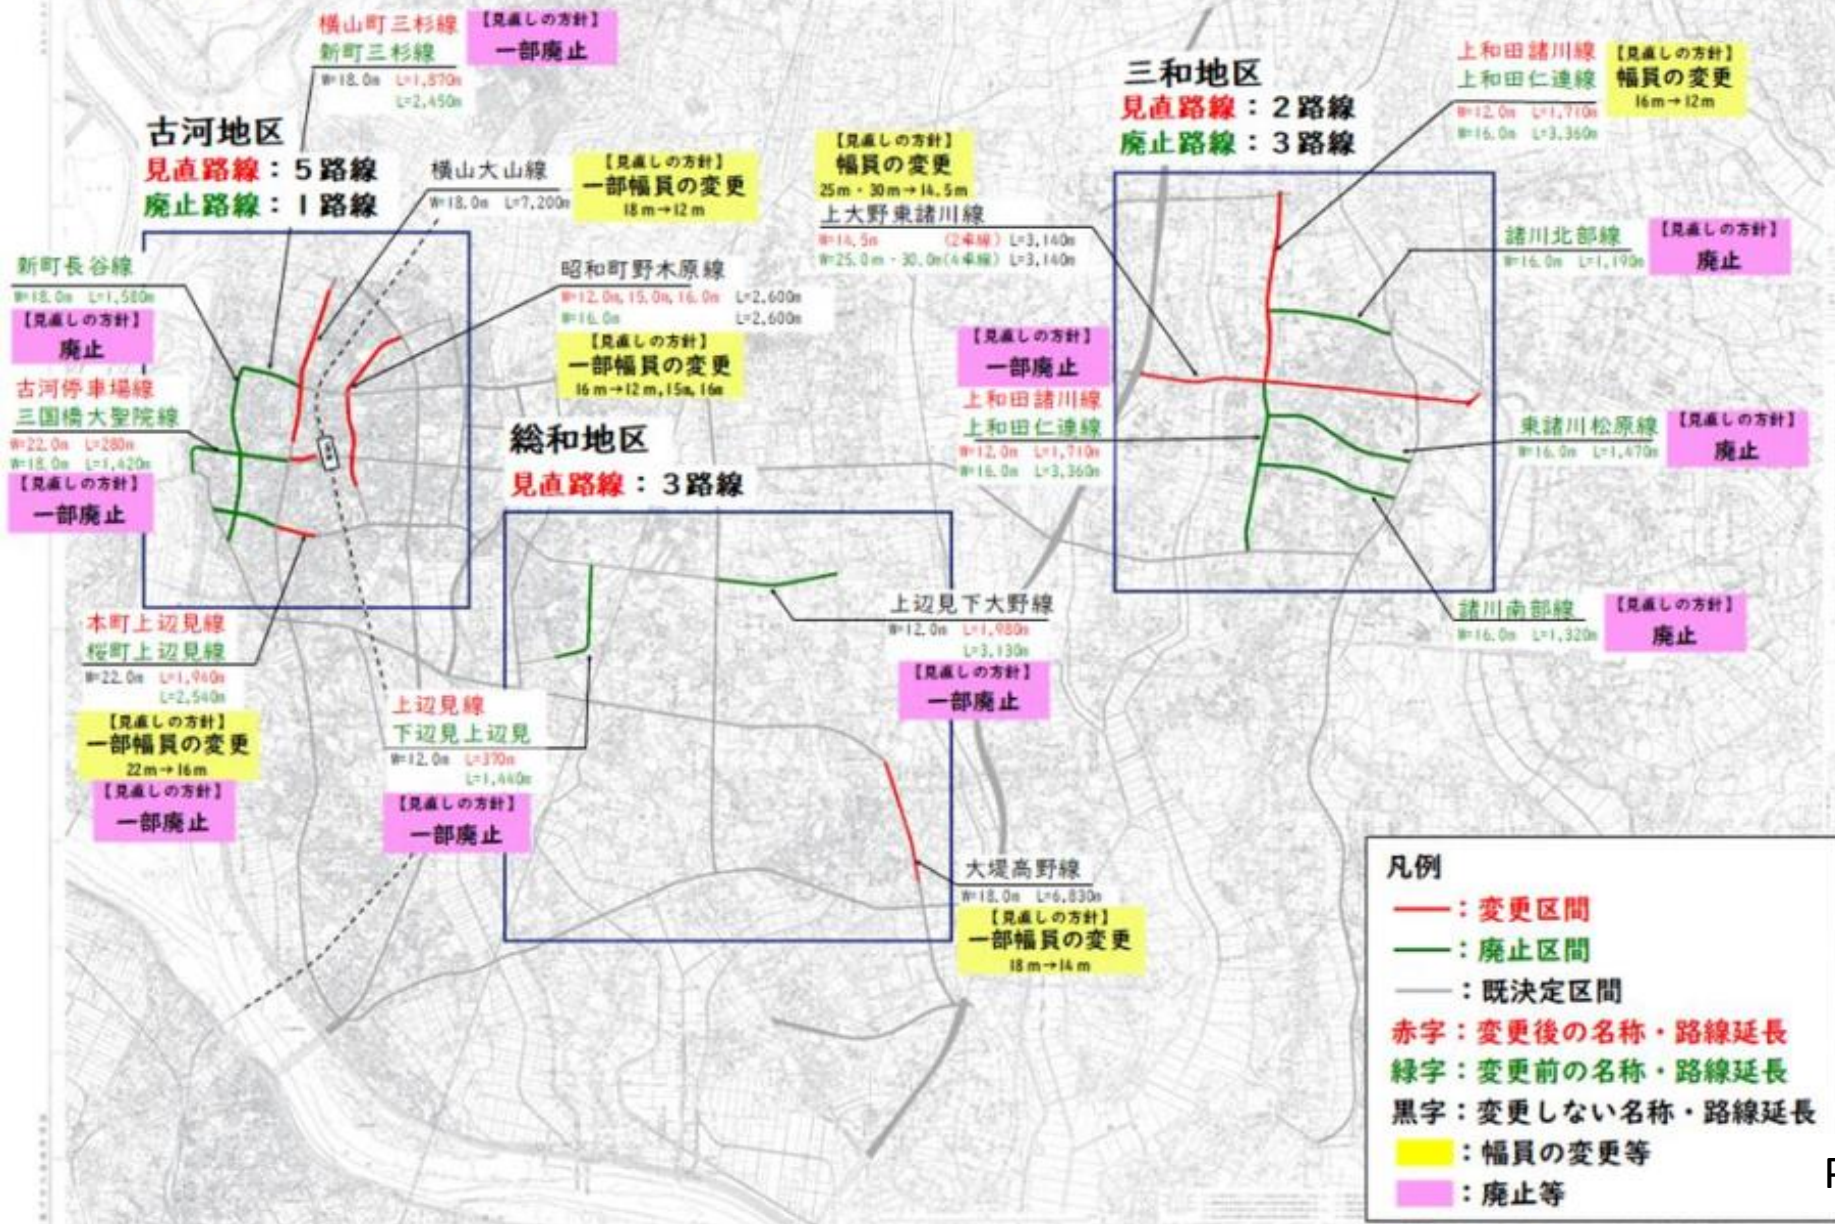 横山町三杉線
新町三杉線
W=18.0m L=1,870m
L=2,450m
【見直しの方針】
一部廃止
古河地区
見直路線：5路線
廃止路線：1路線
横山大山線
W=18.0m L=7,200m
【見直しの方針】
一部幅員の変更
18m→12m
昭和町野木原線
W=12.0m,15.0m,16.0m L=2,600m
W=16.0m L=2,600m
【見直しの方針】
一部幅員の変更
16m→12m,15m,16m
新町長谷線
W=18.0m L=1,580m
【見直しの方針】
廃止
古河停車場線
三国橋大聖院線
W=22.0m L=280m
W=18.0m L=1,420m
【見直しの方針】
一部廃止
本町上辺見線
桜町上辺見線
W=22.0m L=1,940m
L=2,540m
【見直しの方針】
一部幅員の変更
22m→16m
【見直しの方針】
一部廃止
総和地区
見直路線：3路線
上辺見線
下辺見上辺見
W=12.0m L=370m
L=1,440m
【見直しの方針】
一部廃止
上辺見下大野線
W=12.0m L=1,980m
L=3,130m
【見直しの方針】
一部廃止
大堤高野線
W=18.0m L=6,830m
【見直しの方針】
一部幅員の変更
18m→14m
三和地区
見直路線：2路線
廃止路線：3路線
【見直しの方針】
幅員の変更
25m・30m→14.5m
上大野東諸川線
W=14.5m (2車線) L=3,140m
W=25.0m・30.0m(4車線) L=3,140m
上和田諸川線
上和田仁連線
W=12.0m L=1,710m
W=16.0m L=3,360m
【見直しの方針】
幅員の変更
16m→12m
諸川北部線
W=16.0m L=1,190m
【見直しの方針】
廃止
【見直しの方針】
一部廃止
上和田諸川線
上和田仁連線
W=12.0m L=1,710m
W=16.0m L=3,360m
東諸川松原線
W=16.0m L=1,470m
【見直しの方針】
廃止
諸川南部線
W=16.0m L=1,320m
【見直しの方針】
廃止
凡例
：変更区間
：廃止区間
：既決定区間
赤字：変更後の名称・路線延長
緑字：変更前の名称・路線延長
黒字：変更しない名称・路線延長
：幅員の変更等
：廃止等